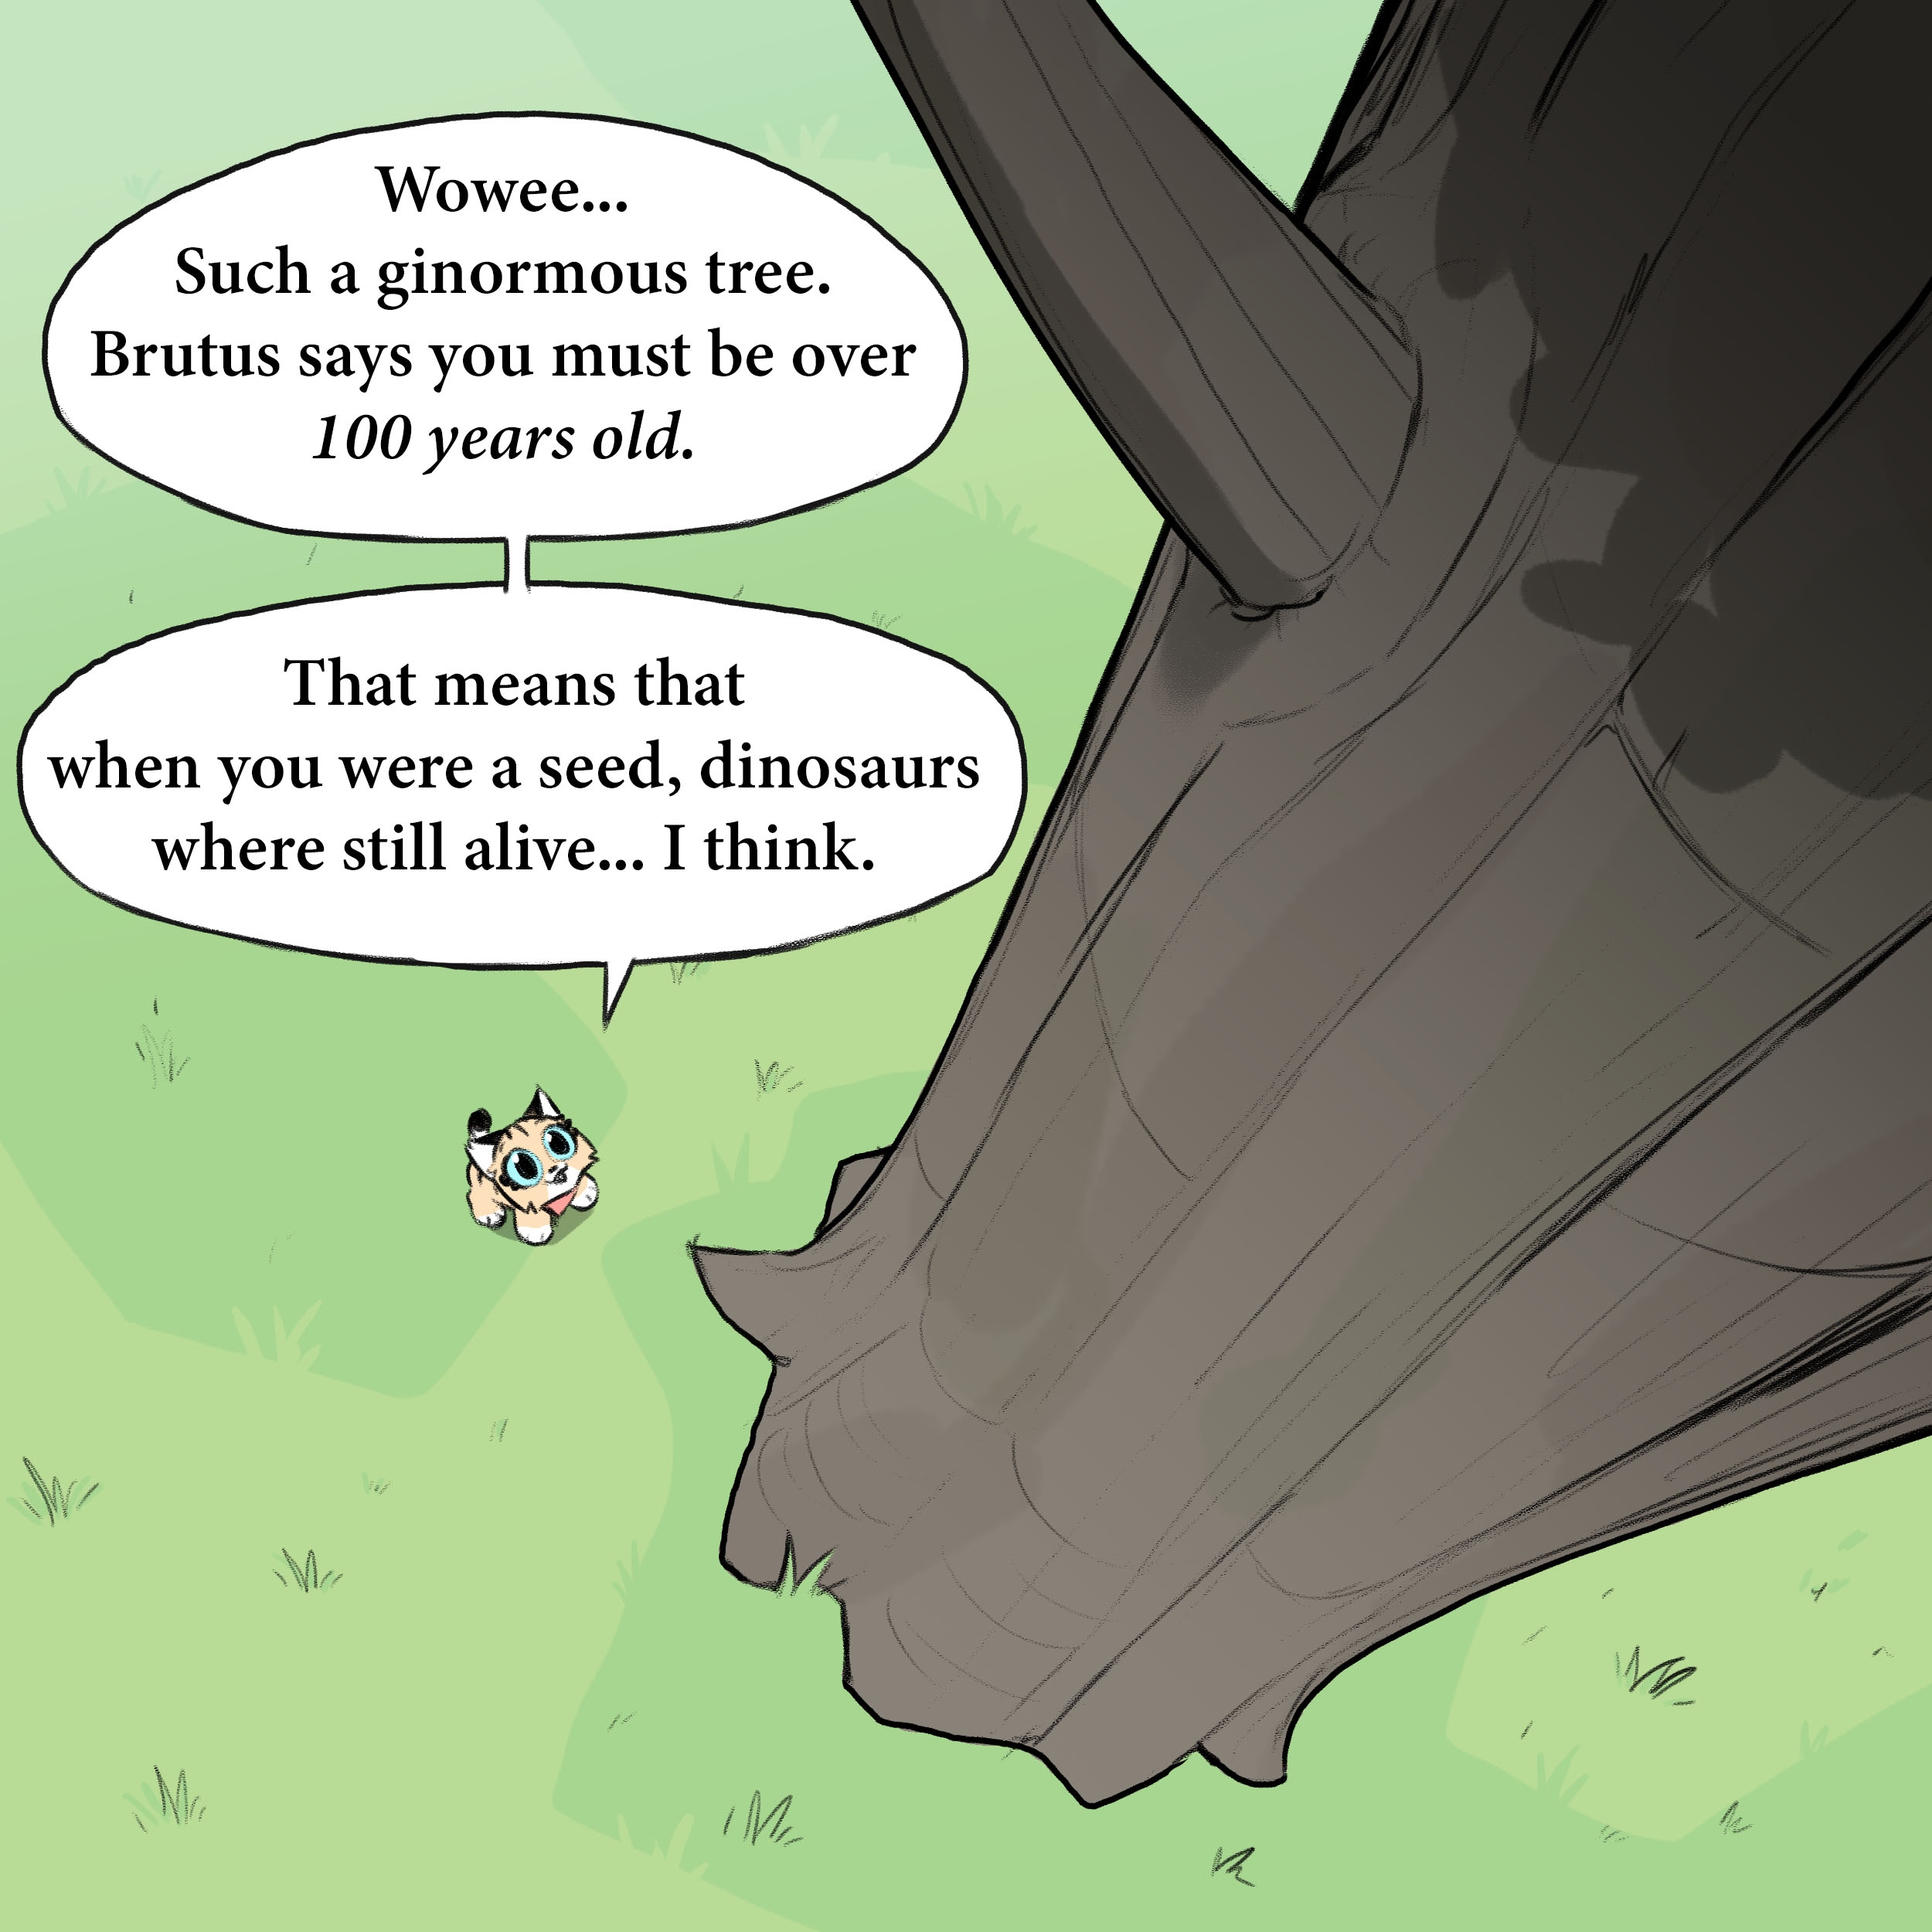 Wowee...
Such a ginormous tree.
Brutus says you must be over
100 years old.
That means that
when you were a seed, dinosaurs
where still alive... I think.